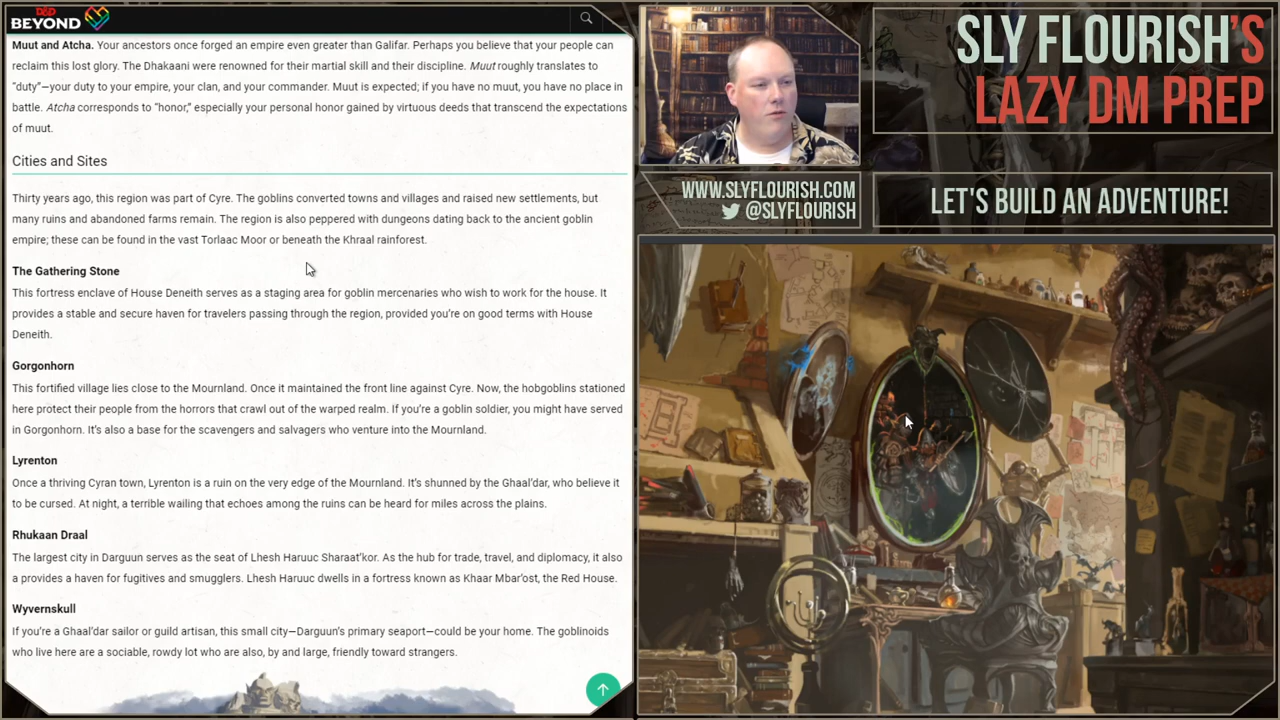 D&D
BEYOND
Muut and Atcha. Your ancestors once forged an empire even greater than Galifar. Perhaps you believe that your people can
reclaim this lost glory. The Dhakaani were renowned for their martial skill and their discipline. Muut roughly translates to
“duty”—your duty to your empire, your clan, and your commander. Muut is expected; if you have no muut, you have no place in
battle. Atcha corresponds to “honor,” especially your personal honor gained by virtuous deeds that transcend the expectations
of muut.
Cities and Sites
Thirty years ago, this region was part of Cyre. The goblins converted towns and villages and raised new settlements, but
many ruins and abandoned farms remain. The region is also peppered with dungeons dating back to the ancient goblin
empire; these can be found in the vast Torlaac Moor or beneath the Khraal rainforest.
The Gathering Stone
This fortress enclave of House Deneith serves as a staging area for goblin mercenaries who wish to work for the house. It
provides a stable and secure haven for travelers passing through the region, provided you’re on good terms with House
Deneith.
Gorgonhorn
This fortified village lies close to the Mournland. Once it maintained the front line against Cyre. Now, the hobgoblins stationed
here protect their people from the horrors that crawl out of the warped realm. If you’re a goblin soldier, you might have served
in Gorgonhorn. It’s also a base for the scavengers and salvagers who venture into the Mournland.
Lyrenton
Once a thriving Cyran town, Lyrenton is a ruin on the very edge of the Mournland. It’s shunned by the Ghaal’dar, who believe it
to be cursed. At night, a terrible wailing that echoes among the ruins can be heard for miles across the plains.
Rhukaan Draal
The largest city in Darguun serves as the seat of Lhesh Haruuc Sharaat’kor. As the hub for trade, travel, and diplomacy, it also
a provides a haven for fugitives and smugglers. Lhesh Haruuc dwells in a fortress known as Khaar Mbar’ost, the Red House.
Wyvernskull
If you’re a Ghaal’dar sailor or guild artisan, this small city—Darguun’s primary seaport—could be your home. The goblinoids
who live here are a sociable, rowdy lot who are also, by and large, friendly toward strangers.
SLY FLOURISH'S
LAZY DM PREP
WWW.SLYFLOURISH.COM
@SLYFLOURISH
LET'S BUILD AN ADVENTURE!